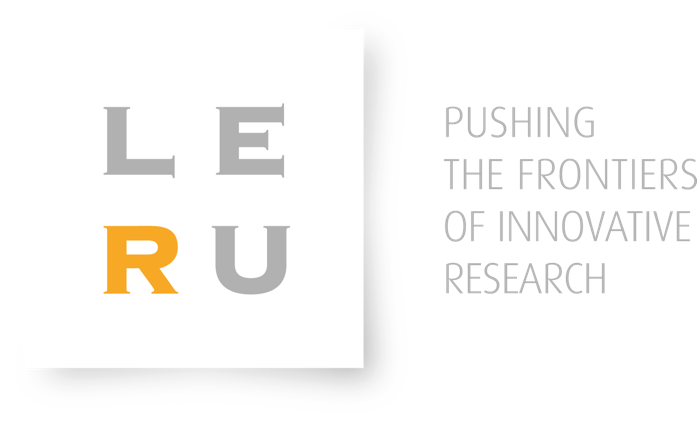 L E
R U
PUSHING
THE FRONTIERS
OF INNOVATIVE
RESEARCH